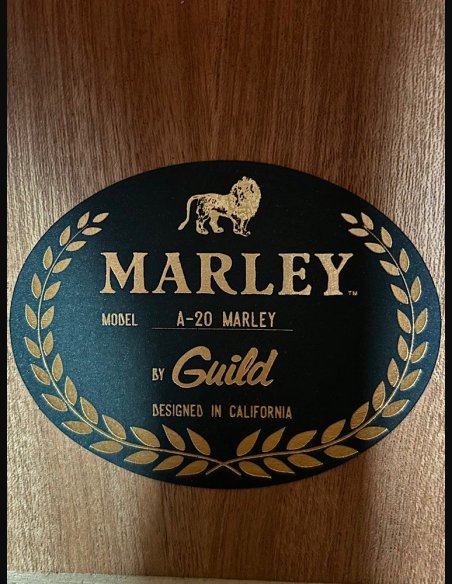 MARLEY™
MODEL A-20 MARLEY
BY Guild
DESIGNED IN CALIFORNIA